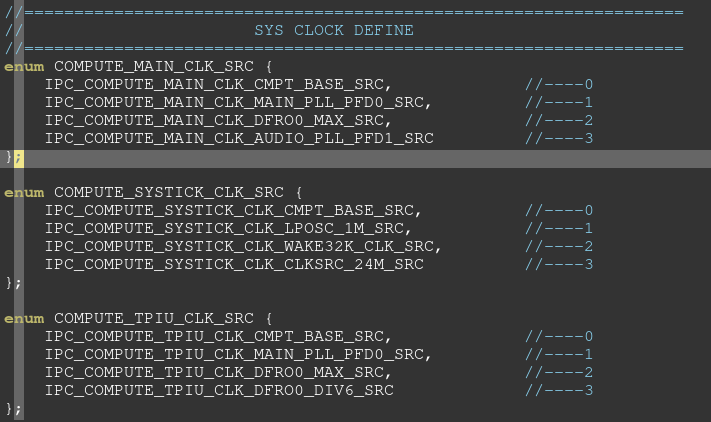 //==================================================================
// SYS CLOCK DEFINE
//==================================================================
enum COMPUTE_MAIN_CLK_SRC {
    IPC_COMPUTE_MAIN_CLK_CMPT_BASE_SRC,             //----0
    IPC_COMPUTE_MAIN_CLK_MAIN_PLL_PFD0_SRC,         //----1
    IPC_COMPUTE_MAIN_CLK_DFRO0_MAX_SRC,             //----2
    IPC_COMPUTE_MAIN_CLK_AUDIO_PLL_PFD1_SRC         //----3
};
enum COMPUTE_SYSTICK_CLK_SRC {
    IPC_COMPUTE_SYSTICK_CLK_CMPT_BASE_SRC,          //----0
    IPC_COMPUTE_SYSTICK_CLK_LPOSC_1M_SRC,           //----1
    IPC_COMPUTE_SYSTICK_CLK_WAKE32K_CLK_SRC,        //----2
    IPC_COMPUTE_SYSTICK_CLK_CLKSRC_24M_SRC          //----3
};
enum COMPUTE_TPIU_CLK_SRC {
    IPC_COMPUTE_TPIU_CLK_CMPT_BASE_SRC,             //----0
    IPC_COMPUTE_TPIU_CLK_MAIN_PLL_PFD0_SRC,         //----1
    IPC_COMPUTE_TPIU_CLK_DFRO0_MAX_SRC,             //----2
    IPC_COMPUTE_TPIU_CLK_DFRO0_DIV6_SRC             //----3
};